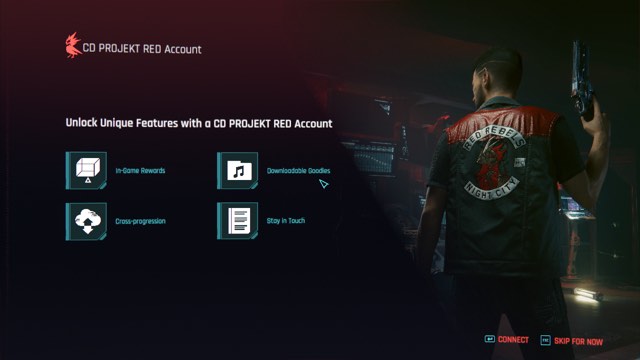 CD PROJEKT RED Account
Unlock Unique Features with a CD PROJEKT RED Account
In-Game Rewards
Downloadable Goodies
Cross-progression
Stay in Touch
RED REBELS
NIGHT CITY
CONNECT
SKIP FOR NOW